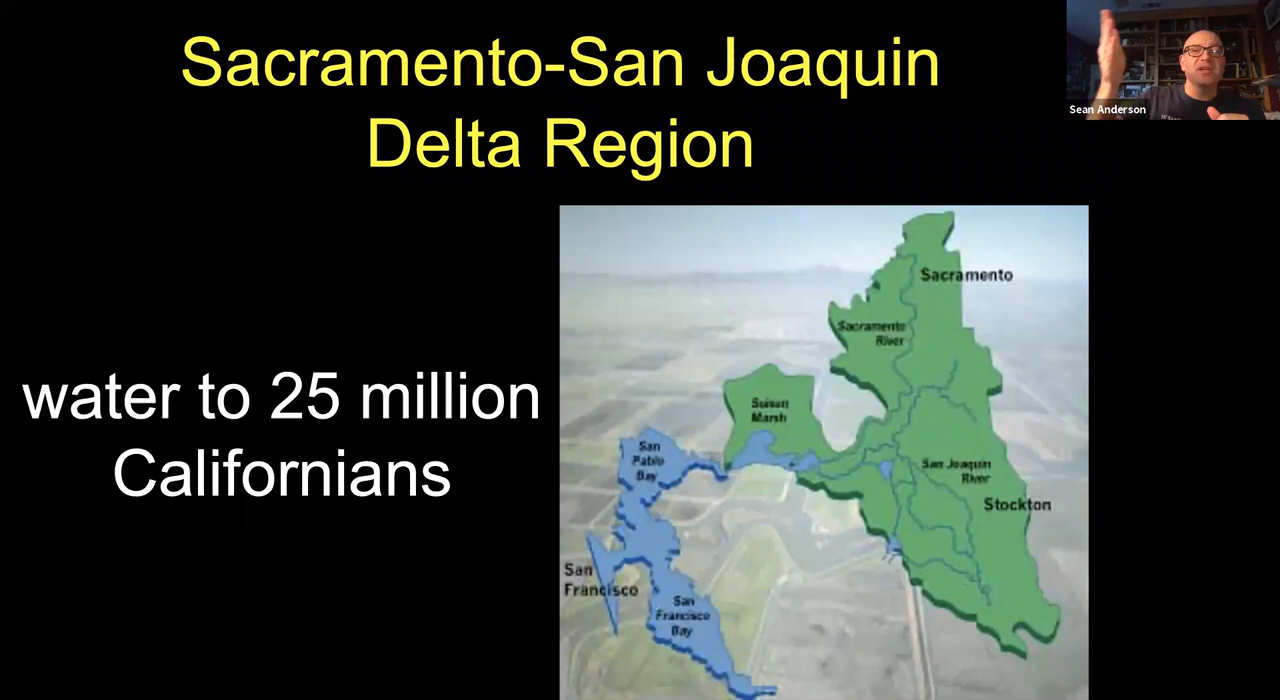 Sacramento-San Joaquin
Delta Region
Sean Anderson
water to 25 million
Californians
Sacramento
Sacramento
River
Suisun
Marsh
San
Pablo
Bay
San Joaquin
River
Stockton
San
Francisco
San
Francisco
Bay